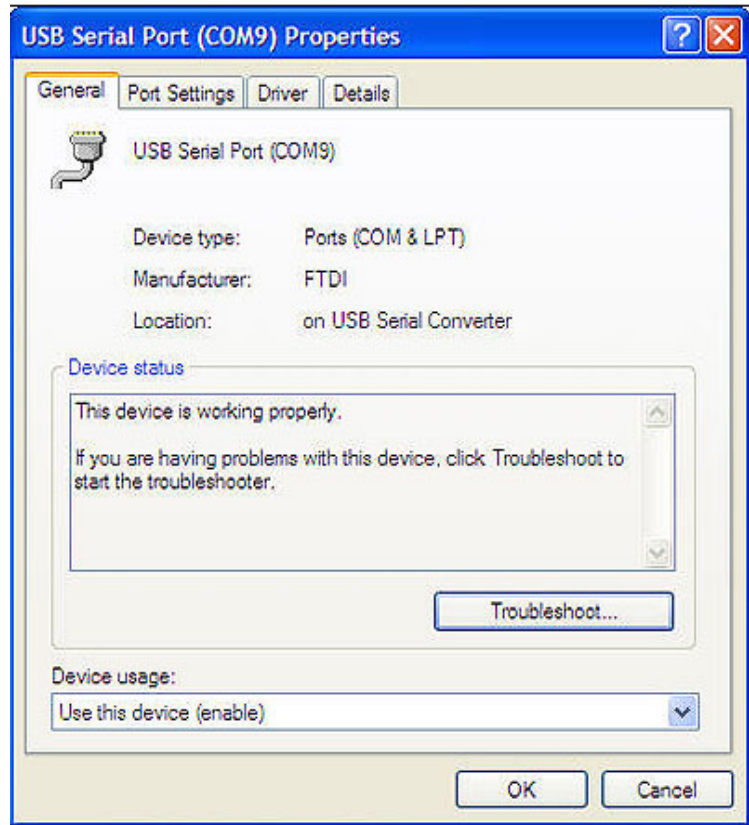 USB Serial Port (COM9) Properties
General Port Settings Driver Details
USB Serial Port (COM9)
Device type: Ports (COM & LPT)
Manufacturer: FTDI
Location: on USB Serial Converter
Device status
This device is working properly.
If you are having problems with this device, click Troubleshoot to
start the troubleshooter.
Troubleshoot...
Device usage:
Use this device (enable)
OK Cancel